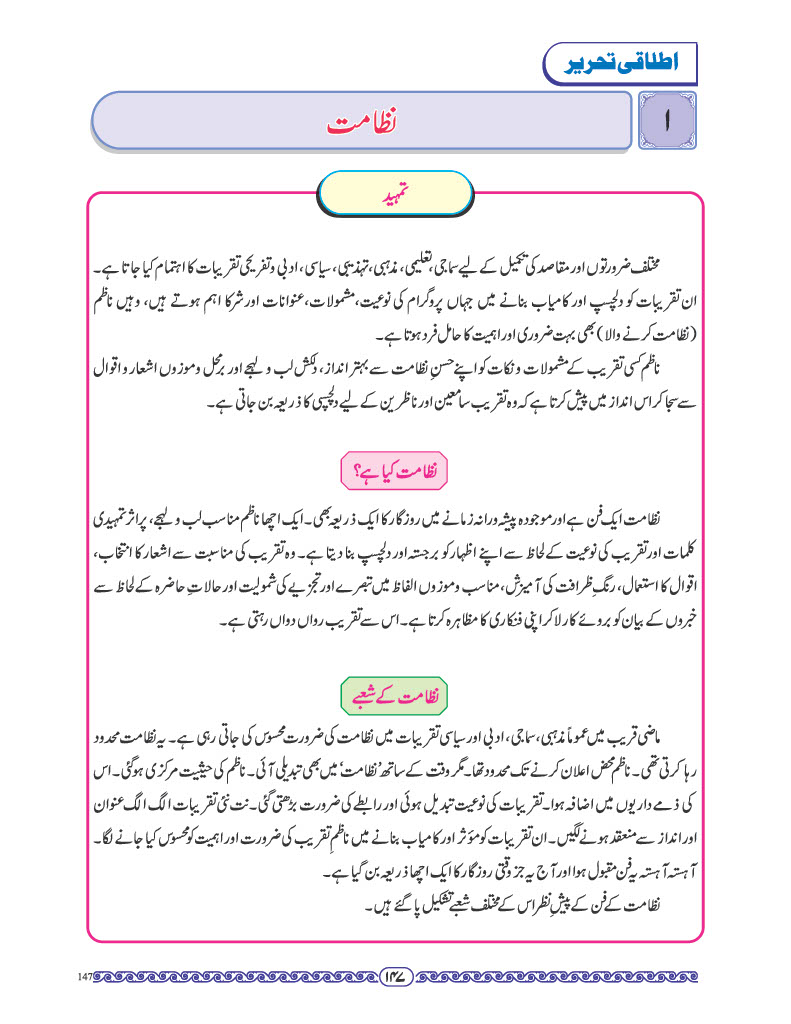 اطلاقی تحریر
۱
نظامت
تمہید
مختلف ضرورتوں اور مقاصد کی تکمیل کے لیے سماجی، تعلیمی، مذہبی، تہذیبی، سیاسی، ادبی و تفریحی تقریبات کا اہتمام کیا جاتا ہے۔
ان تقریبات کو دلچسپ اور کامیاب بنانے میں جہاں پروگرام کی نوعیت، مشمولات، عنوانات اور شرکا اہم ہوتے ہیں، وہیں ناظم
(نظامت کرنے والا) بھی بہت ضروری اور اہمیت کا حامل فرد ہوتا ہے۔
ناظم کسی تقریب کے مشمولات و نکات کو اپنے حسنِ نظامت سے بہتر انداز، دلکش لب و لہجے اور برمحل و موزوں اشعار و اقوال
سے سجا کر اس انداز میں پیش کرتا ہے کہ وہ تقریب سامعین اور ناظرین کے لیے دلچسپی کا ذریعہ بن جاتی ہے۔
نظامت کیا ہے؟
نظامت ایک فن ہے اور موجودہ پیشہ ورانہ زمانے میں روزگار کا ایک ذریعہ بھی۔ ایک اچھا ناظم مناسب لب و لہجے، پراثر تمہیدی
کلمات اور تقریب کی نوعیت کے لحاظ سے اپنے اظہار کو برجستہ اور دلچسپ بنا دیتا ہے۔ وہ تقریب کی مناسبت سے اشعار کا انتخاب،
اقوال کا استعمال، رنگِ ظرافت کی آمیزش، مناسب و موزوں الفاظ میں تبصرے اور تجزیے کی شمولیت اور حالاتِ حاضرہ کے لحاظ سے
خبروں کے بیان کو بروئے کار لا کر اپنی فنکاری کا مظاہرہ کرتا ہے۔ اس سے تقریب رواں دواں رہتی ہے۔
نظامت کے شعبے
ماضی قریب میں عموماً مذہبی، سماجی، ادبی اور سیاسی تقریبات میں نظامت کی ضرورت محسوس کی جاتی رہی ہے۔ یہ نظامت محدود
رہا کرتی تھی۔ ناظم محض اعلان کرنے تک محدود تھا۔ مگر وقت کے ساتھ ’نظامت‘ میں بھی تبدیلی آئی۔ ناظم کی حیثیت مرکزی ہوگئی۔ اس
کی ذمے داریوں میں اضافہ ہوا۔ تقریبات کی نوعیت تبدیل ہوئی اور رابطے کی ضرورت بڑھتی گئی۔ نت نئی تقریبات الگ الگ عنوان
اور انداز سے منعقد ہونے لگیں۔ ان تقریبات کو مؤثر اور کامیاب بنانے میں ناظمِ تقریب کی ضرورت اور اہمیت کو محسوس کیا جانے لگا۔
آہستہ آہستہ یہ فن مقبول ہوا اور آج یہ جز وقتی روزگار کا ایک اچھا ذریعہ بن گیا ہے۔
نظامت کے فن کے پیشِ نظر اس کے مختلف شعبے تشکیل پا گئے ہیں۔
147
۱۴۷